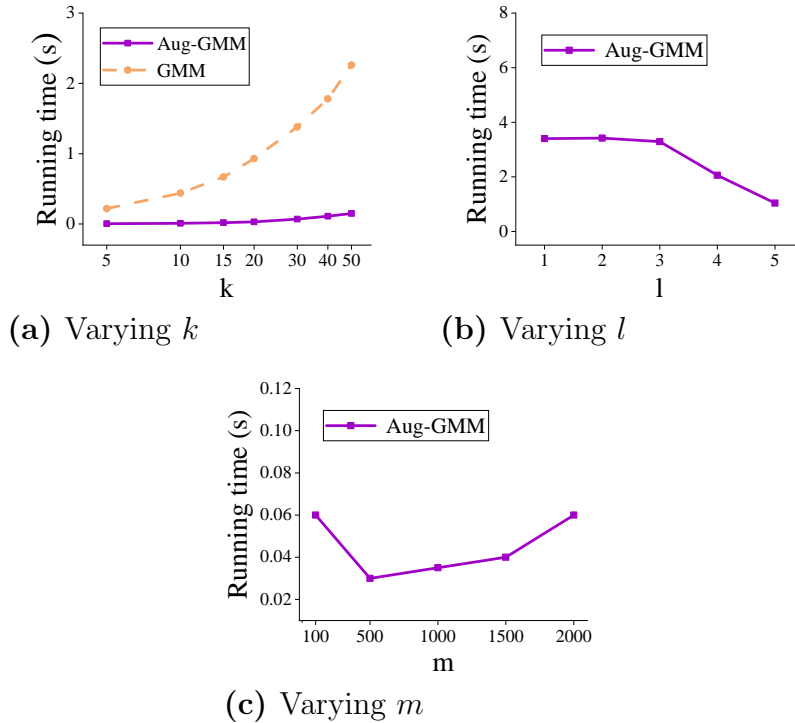 3
2
1
0
Running time (s)
Aug-GMM
GMM
5 10 15 20 30 40 50
k
(a) Varying k
8
6
4
2
0
Running time (s)
Aug-GMM
1 2 3 4 5
l
(b) Varying l
0.12
0.10
0.08
0.06
0.04
0.02
Running time (s)
Aug-GMM
100 500 1000 1500 2000
m
(c) Varying m